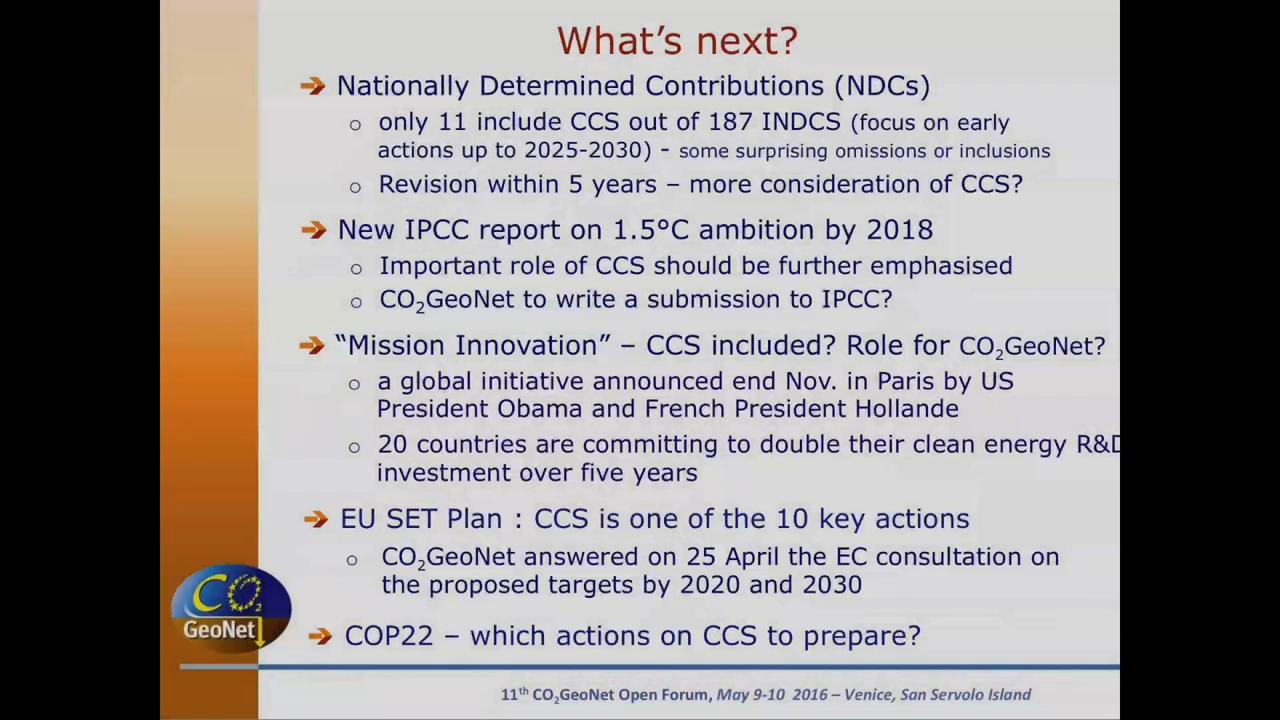 What's next?
Nationally Determined Contributions (NDCs)
only 11 include CCS out of 187 INDCS (focus on early
actions up to 2025-2030) - some surprising omissions or inclusions
Revision within 5 years – more consideration of CCS?
New IPCC report on 1.5°C ambition by 2018
Important role of CCS should be further emphasised
CO₂GeoNet to write a submission to IPCC?
“Mission Innovation” – CCS included? Role for CO₂GeoNet?
a global initiative announced end Nov. in Paris by US
President Obama and French President Hollande
20 countries are committing to double their clean energy R&D
investment over five years
EU SET Plan : CCS is one of the 10 key actions
CO₂GeoNet answered on 25 April the EC consultation on
the proposed targets by 2020 and 2030
COP22 – which actions on CCS to prepare?
CO₂
GeoNet
11th CO₂GeoNet Open Forum, May 9-10 2016 – Venice, San Servolo Island